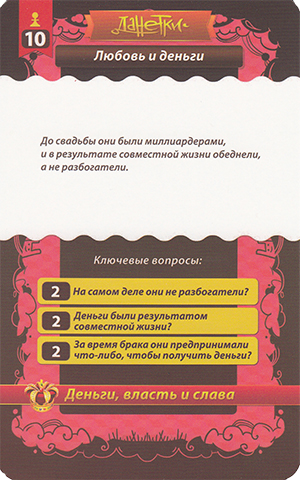 10
ДАНЕТКИ
Любовь и деньги
До свадьбы они были миллиардерами,
и в результате совместной жизни обеднели,
а не разбогатели.
Ключевые вопросы:
2 На самом деле они не разбогатели?
2 Деньги были результатом
совместной жизни?
2 За время брака они предпринимали
что-либо, чтобы получить деньги?
Деньги, власть и слава